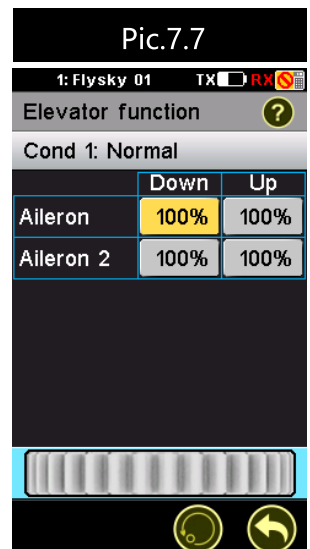 Pic.7.7
1: Flysky 01 TX RX
Elevator function ?
Cond 1: Normal
Down Up
Aileron 100% 100%
Aileron 2 100% 100%